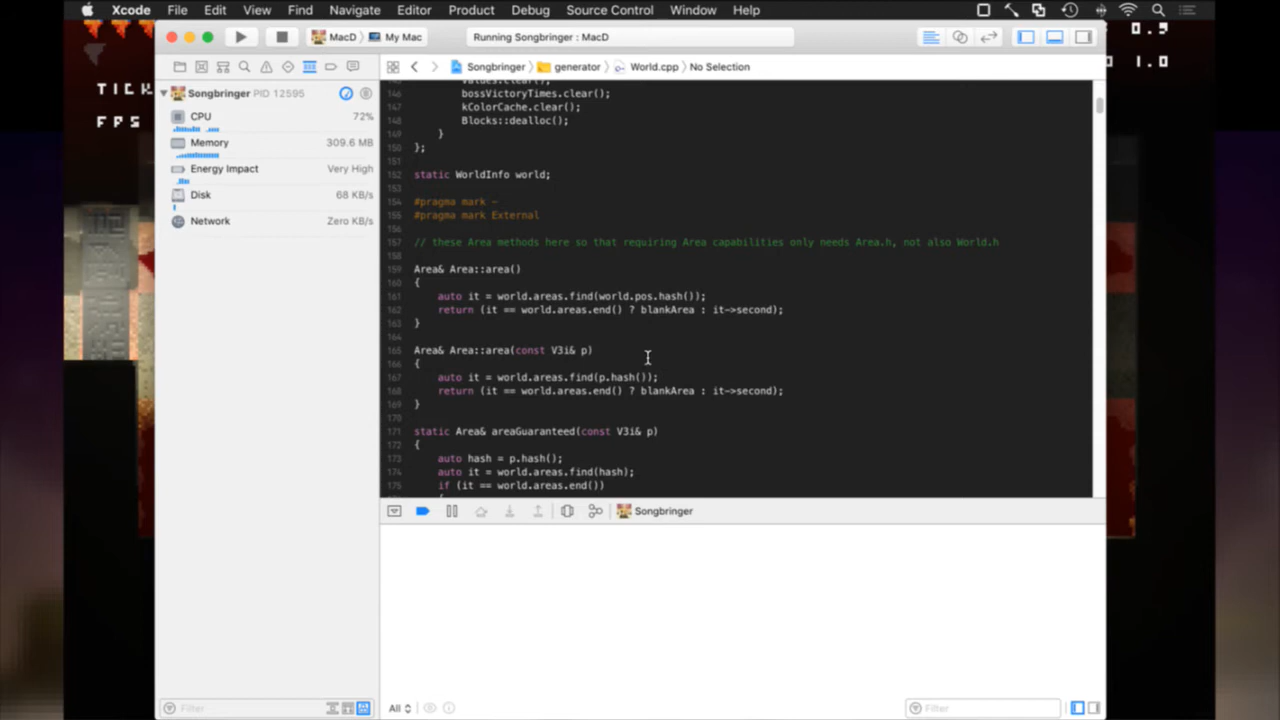 Xcode File Edit View Find Navigate Editor Product Debug Source Control Window Help
0.5
MacD My Mac Running Songbringer : MacD
1.0
Songbringer generator World.cpp No Selection
TICK
FPS
Songbringer PID 12595
CPU 72%
Memory 309.6 MB
Energy Impact Very High
Disk 68 KB/s
Network Zero KB/s
values.clear();
146 bossVictoryTimes.clear();
147 kColorCache.clear();
148 Blocks::dealloc();
149 }
150 };
151
152 static WorldInfo world;
153
154 #pragma mark -
155 #pragma mark External
156
157 // these Area methods here so that requiring Area capabilities only needs Area.h, not also World.h
158
159 Area& Area::area()
160 {
161 auto it = world.areas.find(world.pos.hash());
162 return (it == world.areas.end() ? blankArea : it->second);
163 }
164
165 Area& Area::area(const V3i& p)
166 {
167 auto it = world.areas.find(p.hash());
168 return (it == world.areas.end() ? blankArea : it->second);
169 }
170
171 static Area& areaGuaranteed(const V3i& p)
172 {
173 auto hash = p.hash();
174 auto it = world.areas.find(hash);
175 if (it == world.areas.end())
Songbringer
Filter
All
Filter